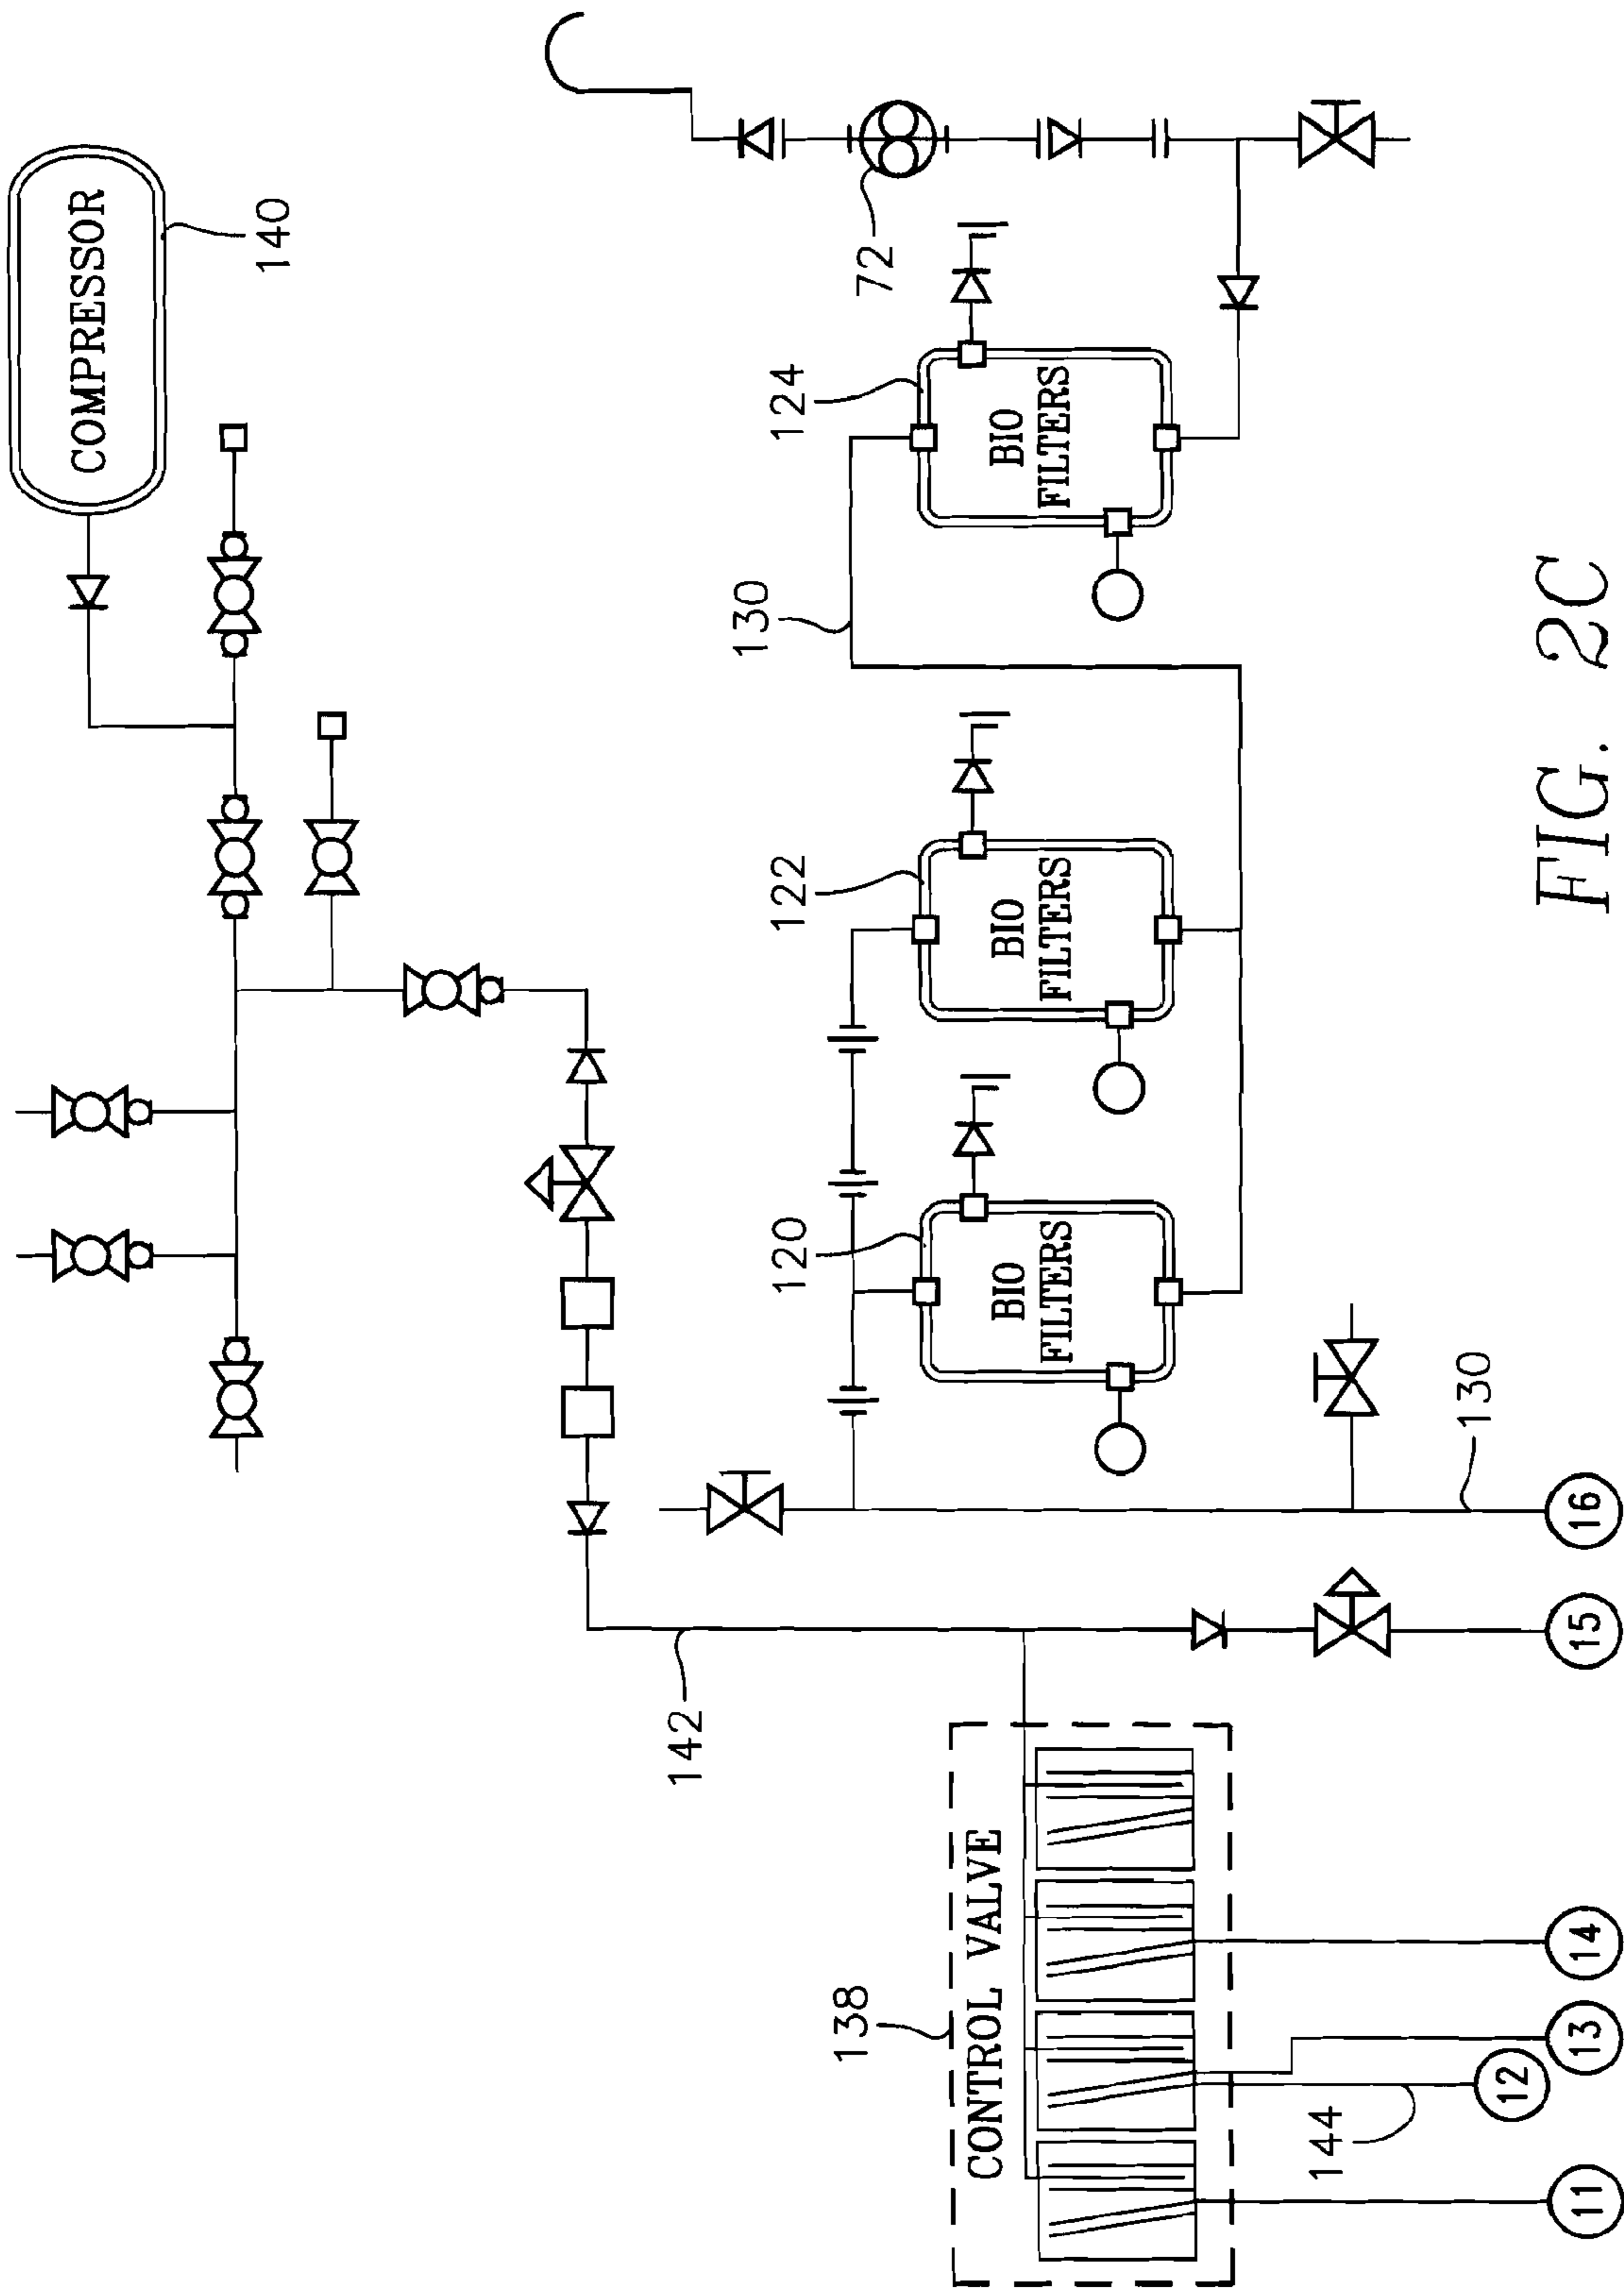 COMPRESSOR
140
72
124
BIO
FILTERS
130
122
BIO
FILTERS
120
BIO
FILTERS
142
130
138
CONTROL VALVE
144
11
12
13
14
15
16
FIG. 2C